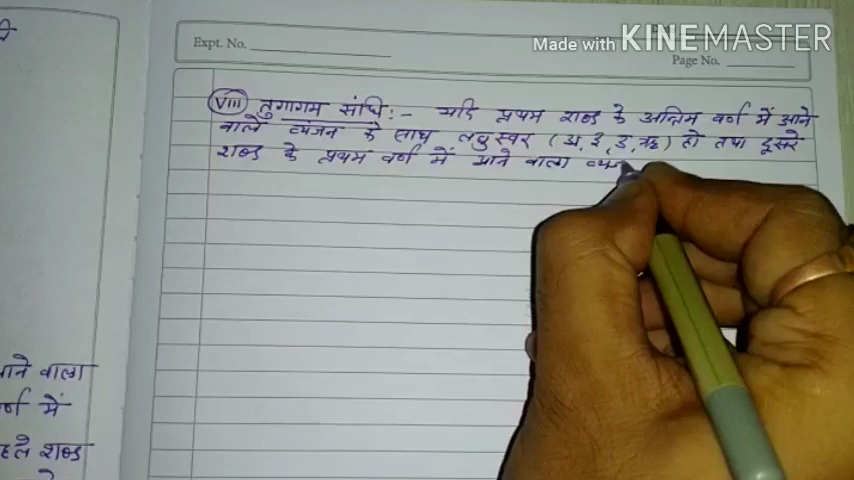 Made with KINEMASTER
Expt. No.
Page No.
VIII तुगागम संधि :- यदि प्रथम शब्द के अन्तिम वर्ण में आने
वाले व्यंजन के साथ लघुस्वर (अ, इ, उ, ऋ) हो तथा दूसरे
शब्द के प्रथम वर्ण में आने वाला व्यं
आने वाला
र्ण में
हले शब्द